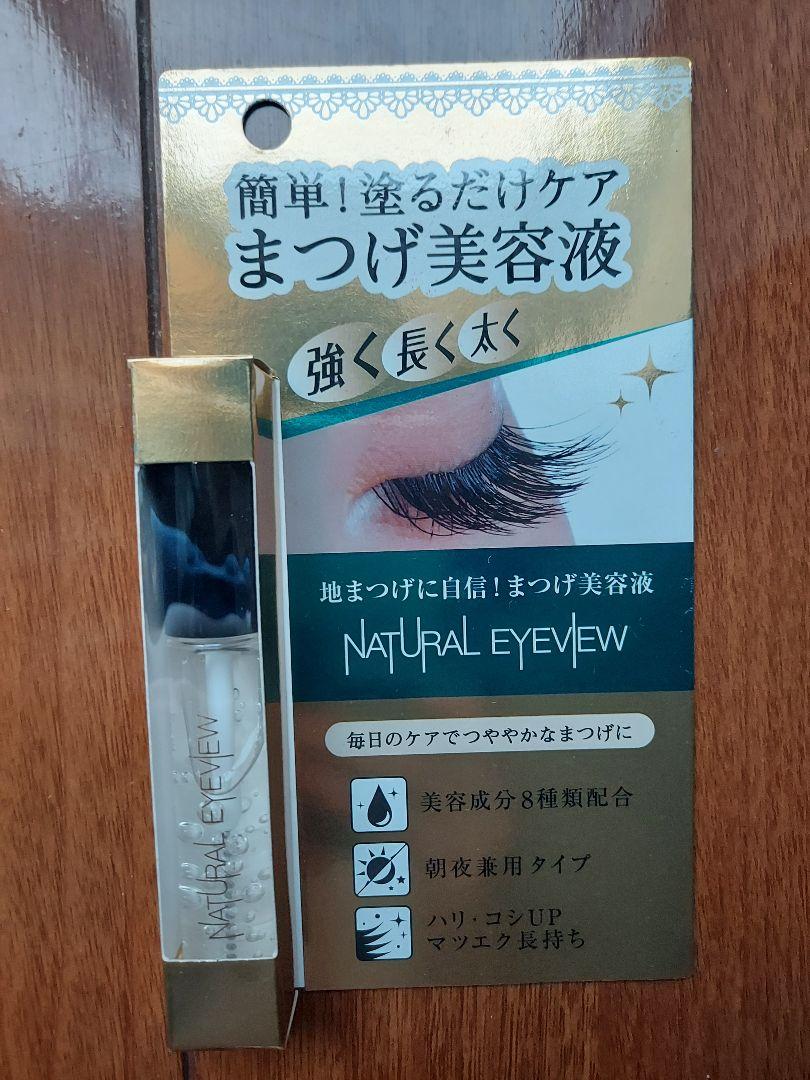 簡単!塗るだけケア
まつげ美容液
強く長く太く
地まつげに自信!まつげ美容液
NATURAL EYEVIEW
毎日のケアでつややかなまつげに
美容成分8種類配合
朝夜兼用タイプ
ハリ・コシUP
マツエク長持ち
NATURAL EYEVIEW